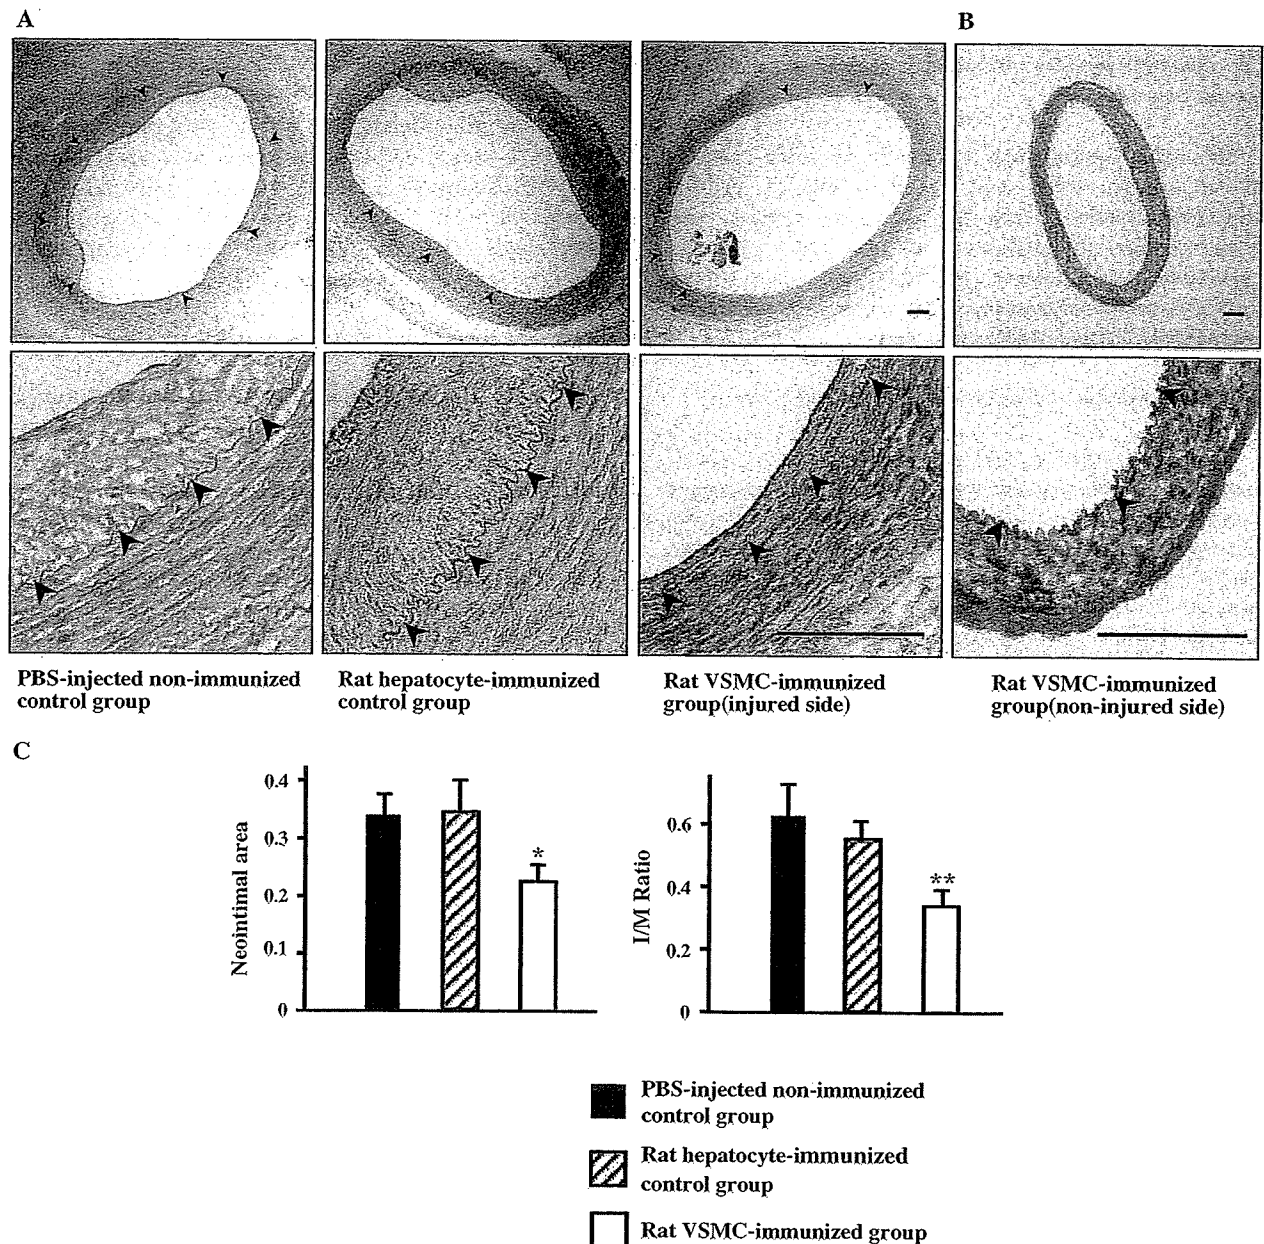 A
B
PBS-injected non-immunized
control group
Rat hepatocyte-immunized
control group
Rat VSMC-immunized
group(injured side)
Rat VSMC-immunized
group(non-injured side)
C
Neointimal area
0.4
0.3
0.2
0.1
0
*
I/M Ratio
0.6
0.4
0.2
0
**
PBS-injected non-immunized
control group
Rat hepatocyte-immunized
control group
Rat VSMC-immunized group